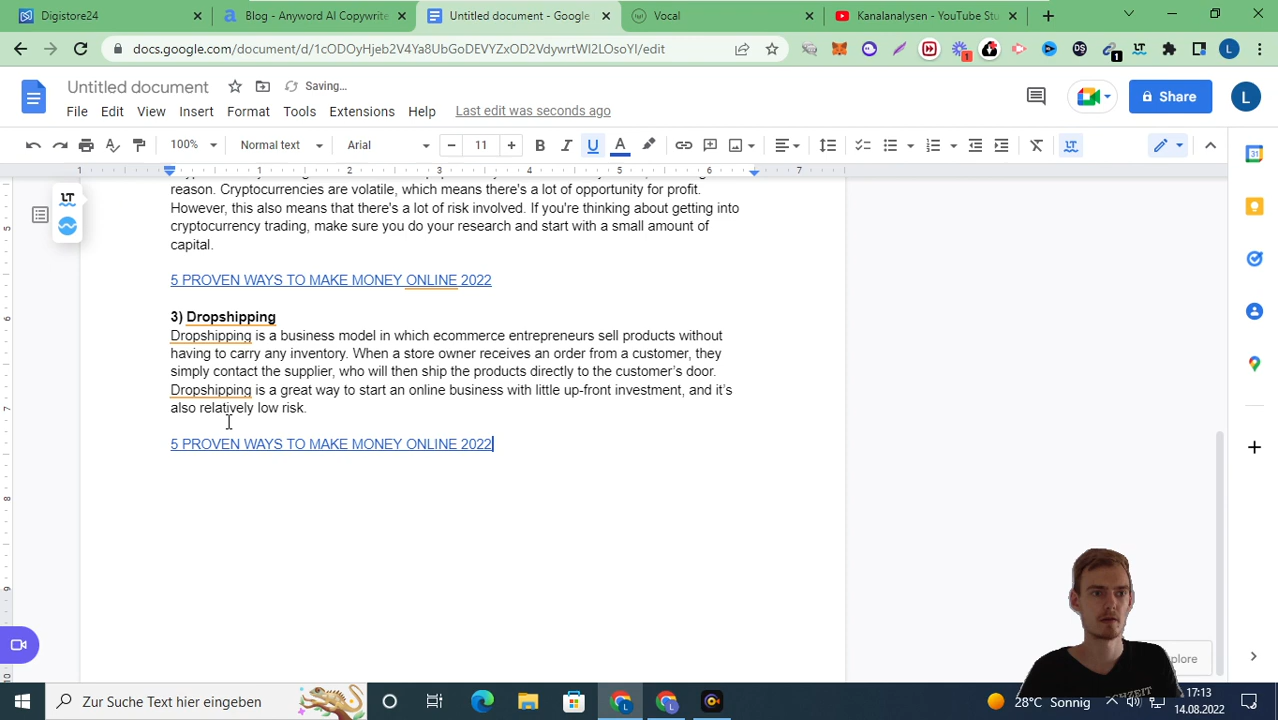 Digistore24
Blog - Anyword AI Copywrite
Untitled document - Google
Vocal
Kanalanalysen - YouTube Stu
docs.google.com/document/d/1cODOyHjeb2V4Ya8UbGoDEVYZxOD2VdywrtWI2LOsoYI/edit
Untitled document
Saving…
File Edit View Insert Format Tools Extensions Help Last edit was seconds ago
Share
L
100% Normal text Arial 11
reason. Cryptocurrencies are volatile, which means there's a lot of opportunity for profit.
However, this also means that there's a lot of risk involved. If you're thinking about getting into
cryptocurrency trading, make sure you do your research and start with a small amount of
capital.
5 PROVEN WAYS TO MAKE MONEY ONLINE 2022
3) Dropshipping
Dropshipping is a business model in which ecommerce entrepreneurs sell products without
having to carry any inventory. When a store owner receives an order from a customer, they
simply contact the supplier, who will then ship the products directly to the customer’s door.
Dropshipping is a great way to start an online business with little up-front investment, and it’s
also relatively low risk.
5 PROVEN WAYS TO MAKE MONEY ONLINE 2022
plore
Zur Suche Text hier eingeben
28°C Sonnig
17:13
14.08.2022